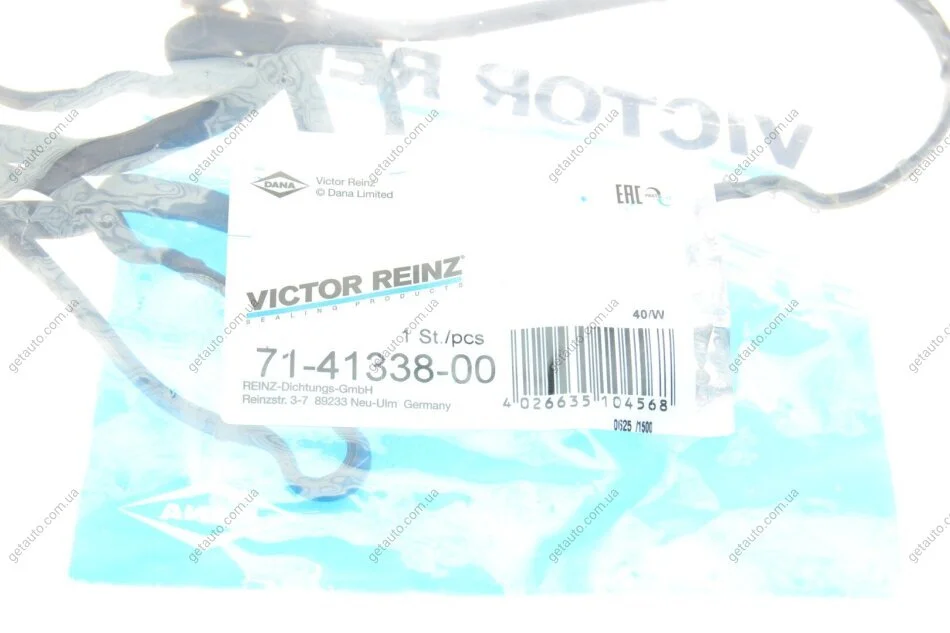 VICTOR RE
DANA
Victor Reinz
© Dana Limited
EAC
VICTOR REINZ®
SEALING PRODUCTS
40/W
1 St./pcs
71-41338-00
REINZ-Dichtungs-GmbH
Reinzstr. 3-7 89233 Neu-Ulm Germany
4 026635 104568
0625 /1500
getauto.com.ua